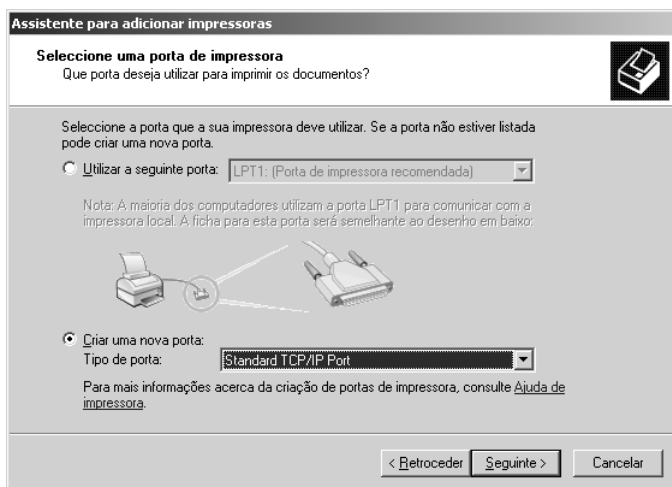 Assistente para adicionar impressoras
Seleccione uma porta de impressora
Que porta deseja utilizar para imprimir os documentos?
Seleccione a porta que a sua impressora deve utilizar. Se a porta não estiver listada
pode criar uma nova porta.
Utilizar a seguinte porta: LPT1: (Porta de impressora recomendada)
Nota: A maioria dos computadores utilizam a porta LPT1 para comunicar com a
impressora local. A ficha para esta porta será semelhante ao desenho em baixo:
Criar uma nova porta:
Tipo de porta: Standard TCP/IP Port
Para mais informações acerca da criação de portas de impressora, consulte Ajuda de
impressora.
< Retroceder Seguinte > Cancelar